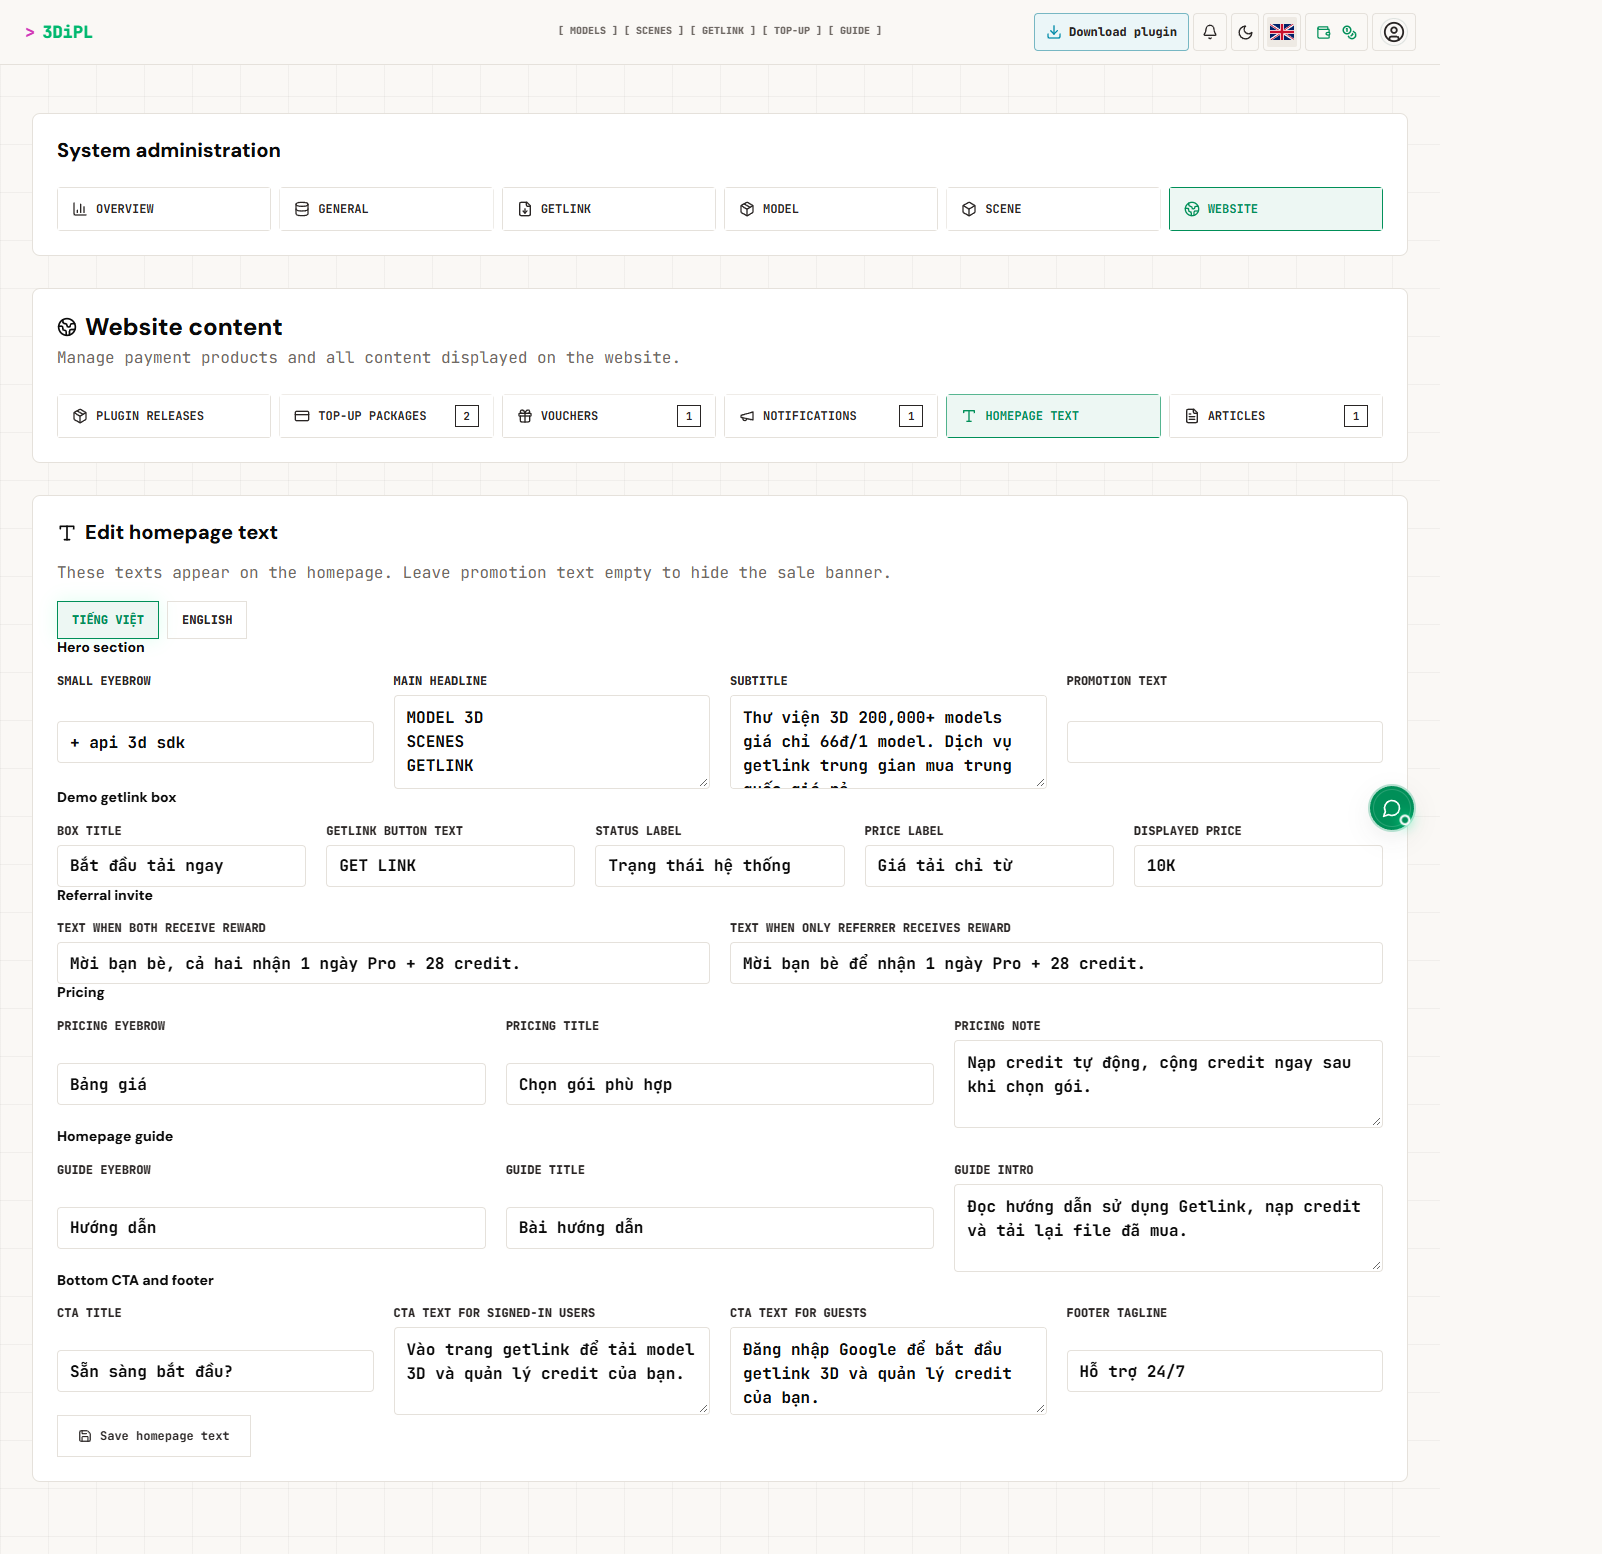 > 3DiPL
[ MODELS ] [ SCENES ] [ GETLINK ] [ TOP-UP ] [ GUIDE ]
Download plugin
System administration
OVERVIEW
GENERAL
GETLINK
MODEL
SCENE
WEBSITE
Website content
Manage payment products and all content displayed on the website.
PLUGIN RELEASES
TOP-UP PACKAGES 2
VOUCHERS 1
NOTIFICATIONS 1
HOMEPAGE TEXT
ARTICLES 1
Edit homepage text
These texts appear on the homepage. Leave promotion text empty to hide the sale banner.
TIẾNG VIỆT
ENGLISH
Hero section
SMALL EYEBROW
MAIN HEADLINE
SUBTITLE
PROMOTION TEXT
+ api 3d sdk
MODEL 3D
SCENES
GETLINK
Thư viện 3D 200,000+ models
giá chỉ 66đ/1 model. Dịch vụ
getlink trung gian mua trung
quốc giá rẻ
Demo getlink box
BOX TITLE
GETLINK BUTTON TEXT
STATUS LABEL
PRICE LABEL
DISPLAYED PRICE
Bắt đầu tải ngay
GET LINK
Trạng thái hệ thống
Giá tải chỉ từ
10K
Referral invite
TEXT WHEN BOTH RECEIVE REWARD
TEXT WHEN ONLY REFERRER RECEIVES REWARD
Mời bạn bè, cả hai nhận 1 ngày Pro + 28 credit.
Mời bạn bè để nhận 1 ngày Pro + 28 credit.
Pricing
PRICING EYEBROW
PRICING TITLE
PRICING NOTE
Bảng giá
Chọn gói phù hợp
Nạp credit tự động, cộng credit ngay sau
khi chọn gói.
Homepage guide
GUIDE EYEBROW
GUIDE TITLE
GUIDE INTRO
Hướng dẫn
Bài hướng dẫn
Đọc hướng dẫn sử dụng Getlink, nạp credit
và tải lại file đã mua.
Bottom CTA and footer
CTA TITLE
CTA TEXT FOR SIGNED-IN USERS
CTA TEXT FOR GUESTS
FOOTER TAGLINE
Sẵn sàng bắt đầu?
Vào trang getlink để tải model
3D và quản lý credit của bạn.
Đăng nhập Google để bắt đầu
getlink 3D và quản lý credit
của bạn.
Hỗ trợ 24/7
Save homepage text